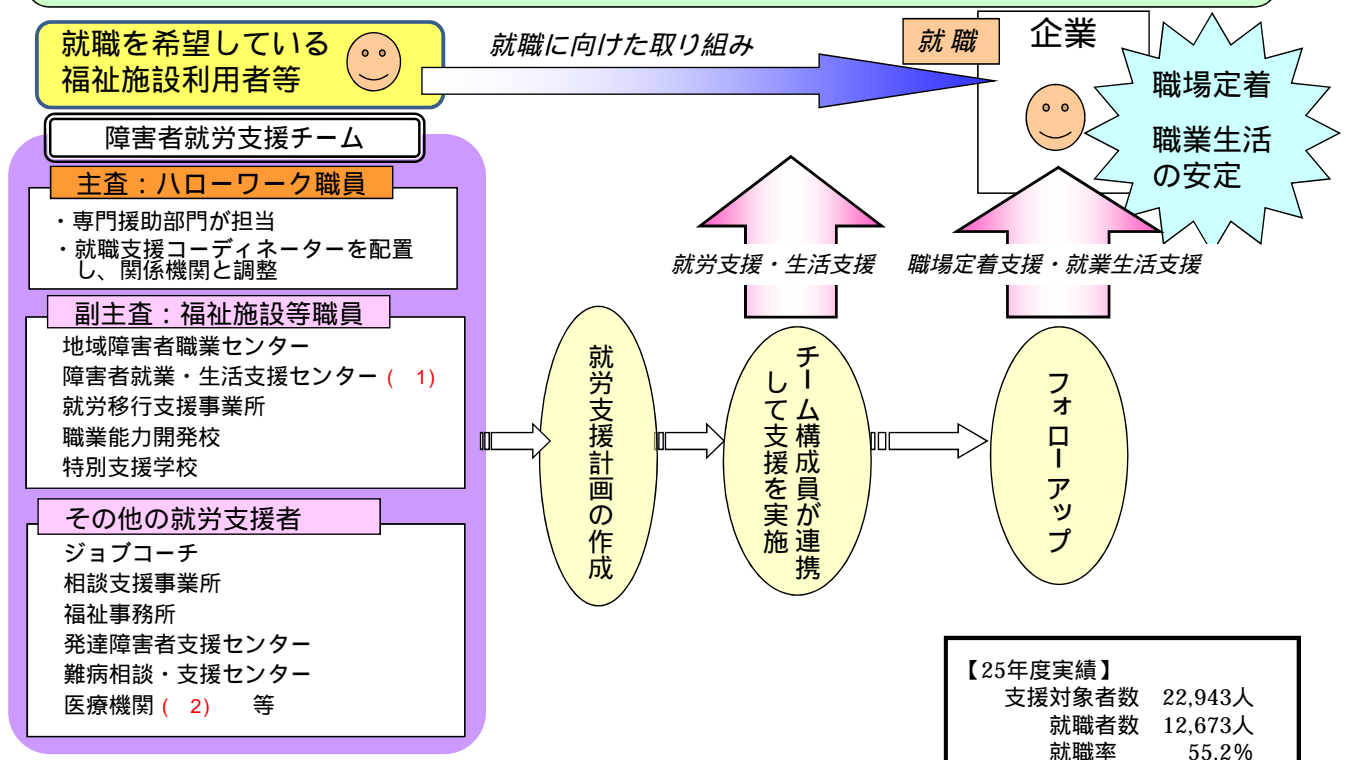 就職を希望している
福祉施設利用者等
就職に向けた取り組み
就 職
企業
職場定着
職業生活
の安定
障害者就労支援チーム
主査：ハローワーク職員
・専門援助部門が担当
・就職支援コーディネーターを配置
し、関係機関と調整
副主査：福祉施設等職員
地域障害者職業センター
障害者就業・生活支援センター( 1)
就労移行支援事業所
職業能力開発校
特別支援学校
その他の就労支援者
ジョブコーチ
相談支援事業所
福祉事務所
発達障害者支援センター
難病相談・支援センター
医療機関( 2) 等
就労支援計画の作成
就労支援・生活支援
チーム構成員が連携
して支援を実施
職場定着支援・就業生活支援
フォローアップ
【25年度実績】
支援対象者数 22,943人
就職者数 12,673人
就職率 55.2%